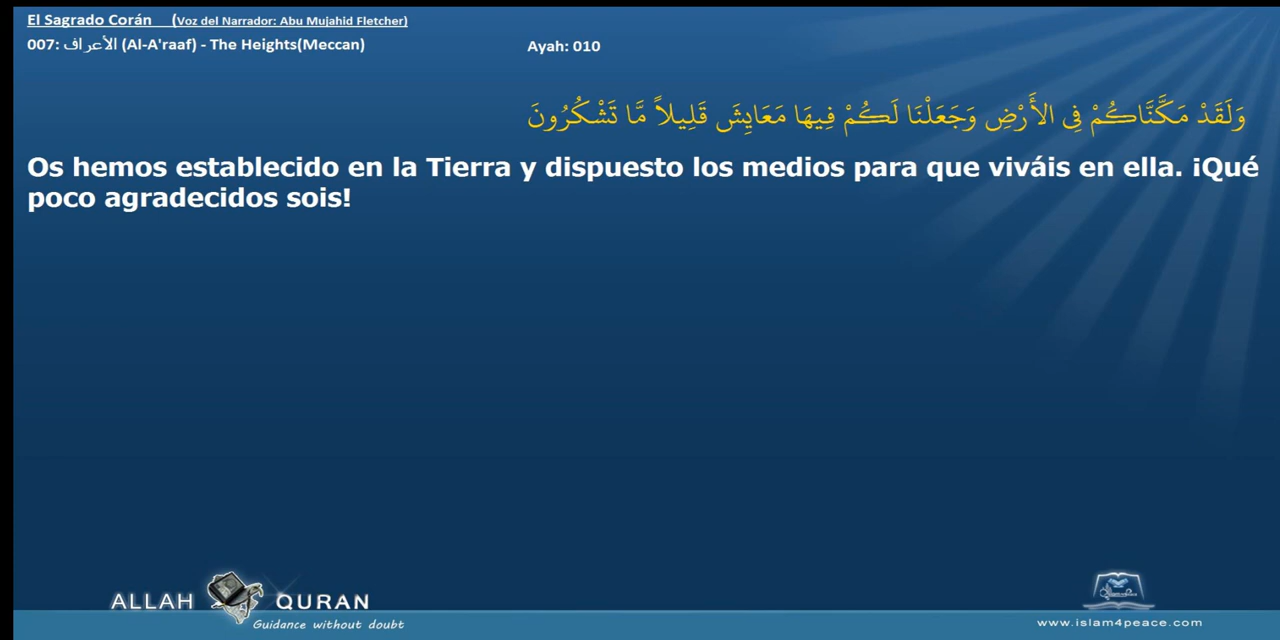 El Sagrado Corán (Voz del Narrador: Abu Mujahid Fletcher)
007: الأعراف (Al-A'raaf) - The Heights(Meccan) Ayah: 010
وَلَقَدْ مَكَّنَّاكُمْ فِي الأَرْضِ وَجَعَلْنَا لَكُمْ فِيهَا مَعَايِشَ قَلِيلاً مَّا تَشْكُرُونَ
Os hemos establecido en la Tierra y dispuesto los medios para que viváis en ella. ¡Qué
poco agradecidos sois!
ALLAH QURAN
Guidance without doubt
www.islam4peace.com